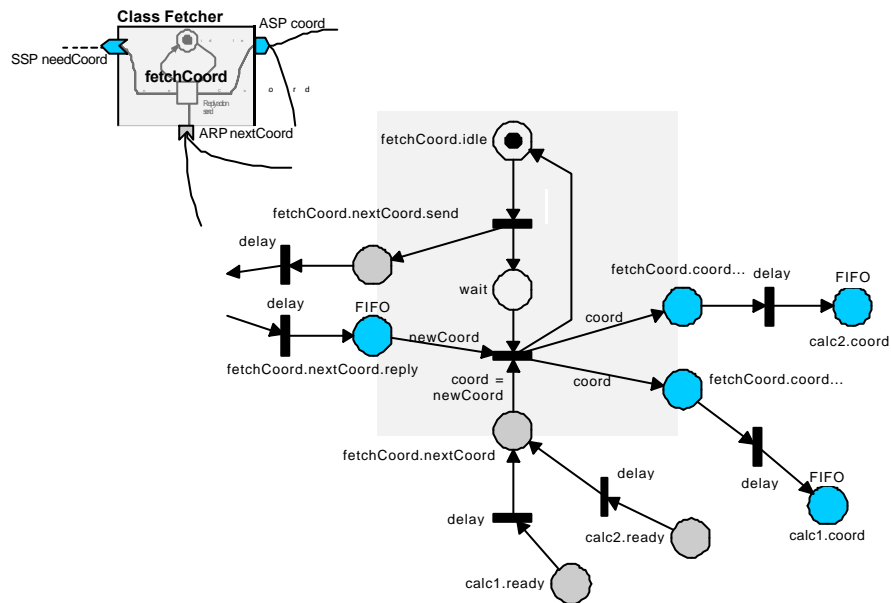 Class Fetcher
ASP coord
SSP needCoord
fetchCoord
o r d
send
ARP nextCoord
fetchCoord.idle
fetchCoord.nextCoord.send
delay
wait
fetchCoord.coord...
delay
FIFO
delay
FIFO
newCoord
coord
calc2.coord
fetchCoord.nextCoord.reply
coord =
newCoord
coord
fetchCoord.coord...
fetchCoord.nextCoord
delay
delay
FIFO
delay
calc2.ready
calc1.coord
calc1.ready